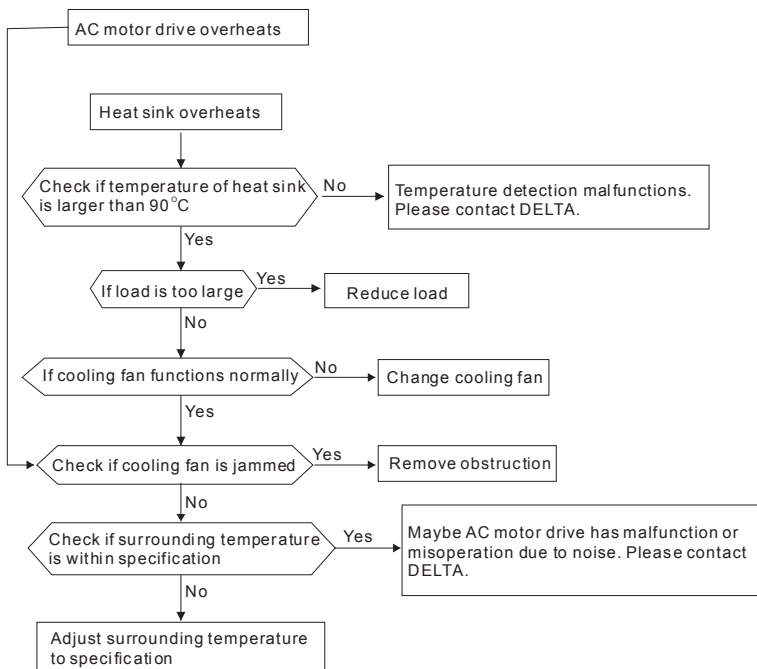 AC motor drive overheats
Heat sink overheats
Check if temperature of heat sink
is larger than 90°C
No
Temperature detection malfunctions.
Please contact DELTA.
Yes
If load is too large
Yes
Reduce load
No
If cooling fan functions normally
No
Change cooling fan
Yes
Check if cooling fan is jammed
Yes
Remove obstruction
No
Check if surrounding temperature
is within specification
Yes
Maybe AC motor drive has malfunction or
misoperation due to noise. Please contact
DELTA.
No
Adjust surrounding temperature
to specification